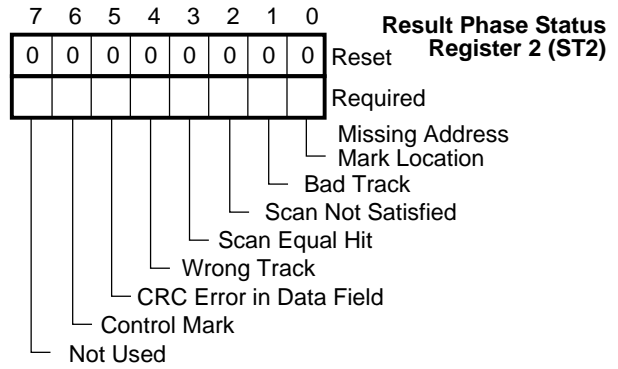 7 6 5 4 3 2 1 0
Result Phase Status
Register 2 (ST2)
0 0 0 0 0 0 0 0 Reset
Required
Missing Address
Mark Location
Bad Track
Scan Not Satisfied
Scan Equal Hit
Wrong Track
CRC Error in Data Field
Control Mark
Not Used